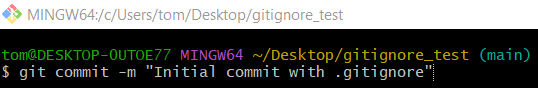 MINGW64:/c/Users/tom/Desktop/gitignore_test
tom@DESKTOP-OUTOE77 MINGW64 ~/Desktop/gitignore_test (main)
$ git commit -m "Initial commit with .gitignore"